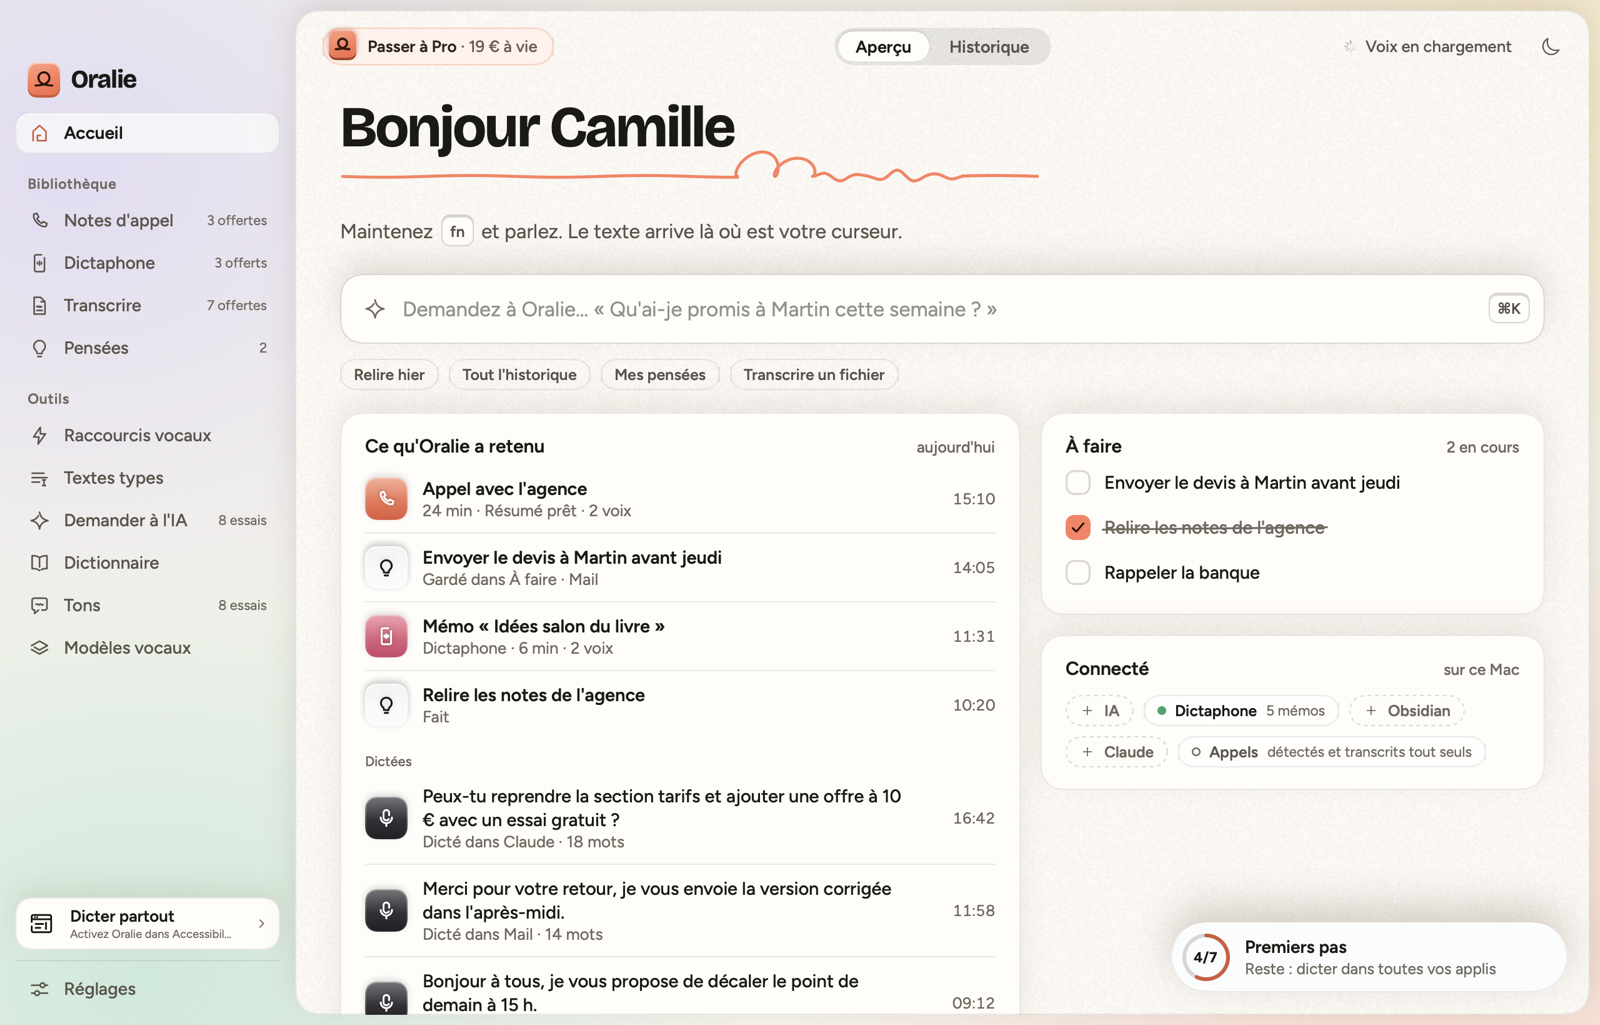 Oralie
Accueil
Bibliothèque
Notes d'appel 3 offertes
Dictaphone 3 offerts
Transcrire 7 offertes
Pensées 2
Outils
Raccourcis vocaux
Textes types
Demander à l'IA 8 essais
Dictionnaire
Tons 8 essais
Modèles vocaux
Dicter partout
Activez Oralie dans Accessibil...
Réglages
Passer à Pro · 19 € à vie
Aperçu Historique
Voix en chargement
Bonjour Camille
Maintenez fn et parlez. Le texte arrive là où est votre curseur.
Demandez à Oralie... « Qu'ai-je promis à Martin cette semaine ? » ⌘K
Relire hier Tout l'historique Mes pensées Transcrire un fichier
Ce qu'Oralie a retenu aujourd'hui
Appel avec l'agence 15:10
24 min · Résumé prêt · 2 voix
Envoyer le devis à Martin avant jeudi 14:05
Gardé dans À faire · Mail
Mémo « Idées salon du livre » 11:31
Dictaphone · 6 min · 2 voix
Relire les notes de l'agence 10:20
Fait
Dictées
Peux-tu reprendre la section tarifs et ajouter une offre à 10
€ avec un essai gratuit ? 16:42
Dicté dans Claude · 18 mots
Merci pour votre retour, je vous envoie la version corrigée
dans l'après-midi. 11:58
Dicté dans Mail · 14 mots
Bonjour à tous, je vous propose de décaler le point de
demain à 15 h. 09:12
À faire 2 en cours
Envoyer le devis à Martin avant jeudi
Relire les notes de l'agence
Rappeler la banque
Connecté sur ce Mac
+ IA Dictaphone 5 mémos + Obsidian
+ Claude Appels détectés et transcrits tout seuls
4/7
Premiers pas
Reste : dicter dans toutes vos applis